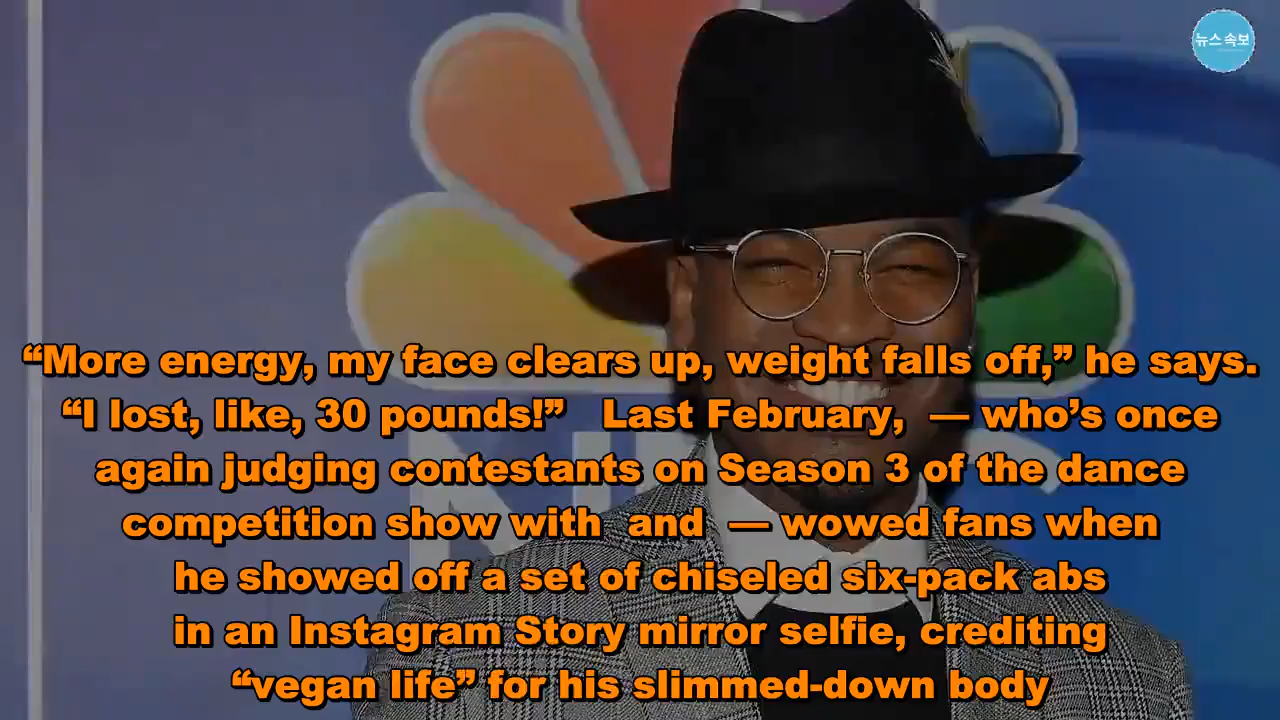 뉴스 속보
“More energy, my face clears up, weight falls off,” he says.
“I lost, like, 30 pounds!”   Last February,  — who’s once
again judging contestants on Season 3 of the dance
competition show with  and  — wowed fans when
he showed off a set of chiseled six-pack abs
in an Instagram Story mirror selfie, crediting
“vegan life” for his slimmed-down body